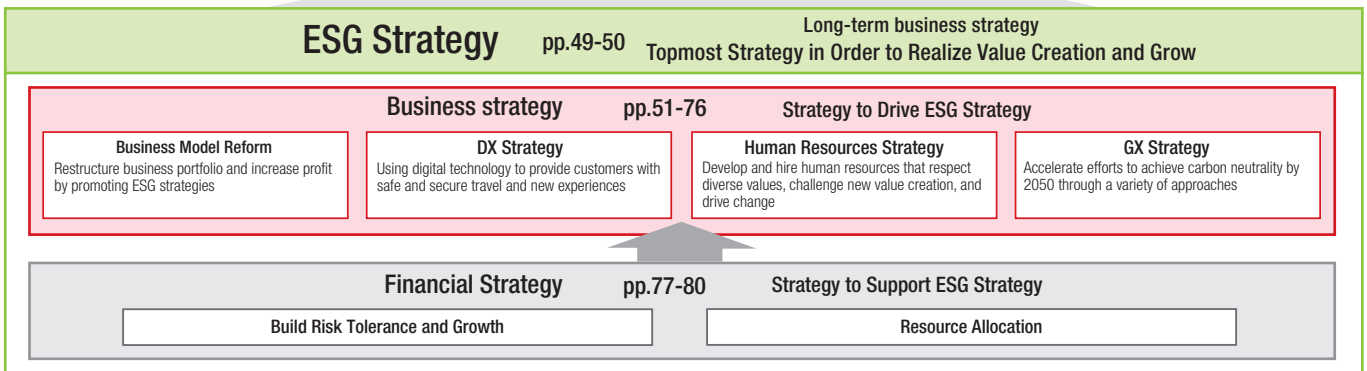 ESG Strategy pp.49-50 Long-term business strategy
Topmost Strategy in Order to Realize Value Creation and Grow
Business strategy pp.51-76 Strategy to Drive ESG Strategy
Business Model Reform
Restructure business portfolio and increase profit
by promoting ESG strategies
DX Strategy
Using digital technology to provide customers with
safe and secure travel and new experiences
Human Resources Strategy
Develop and hire human resources that respect
diverse values, challenge new value creation, and
drive change
GX Strategy
Accelerate efforts to achieve carbon neutrality by
2050 through a variety of approaches
Financial Strategy pp.77-80 Strategy to Support ESG Strategy
Build Risk Tolerance and Growth
Resource Allocation